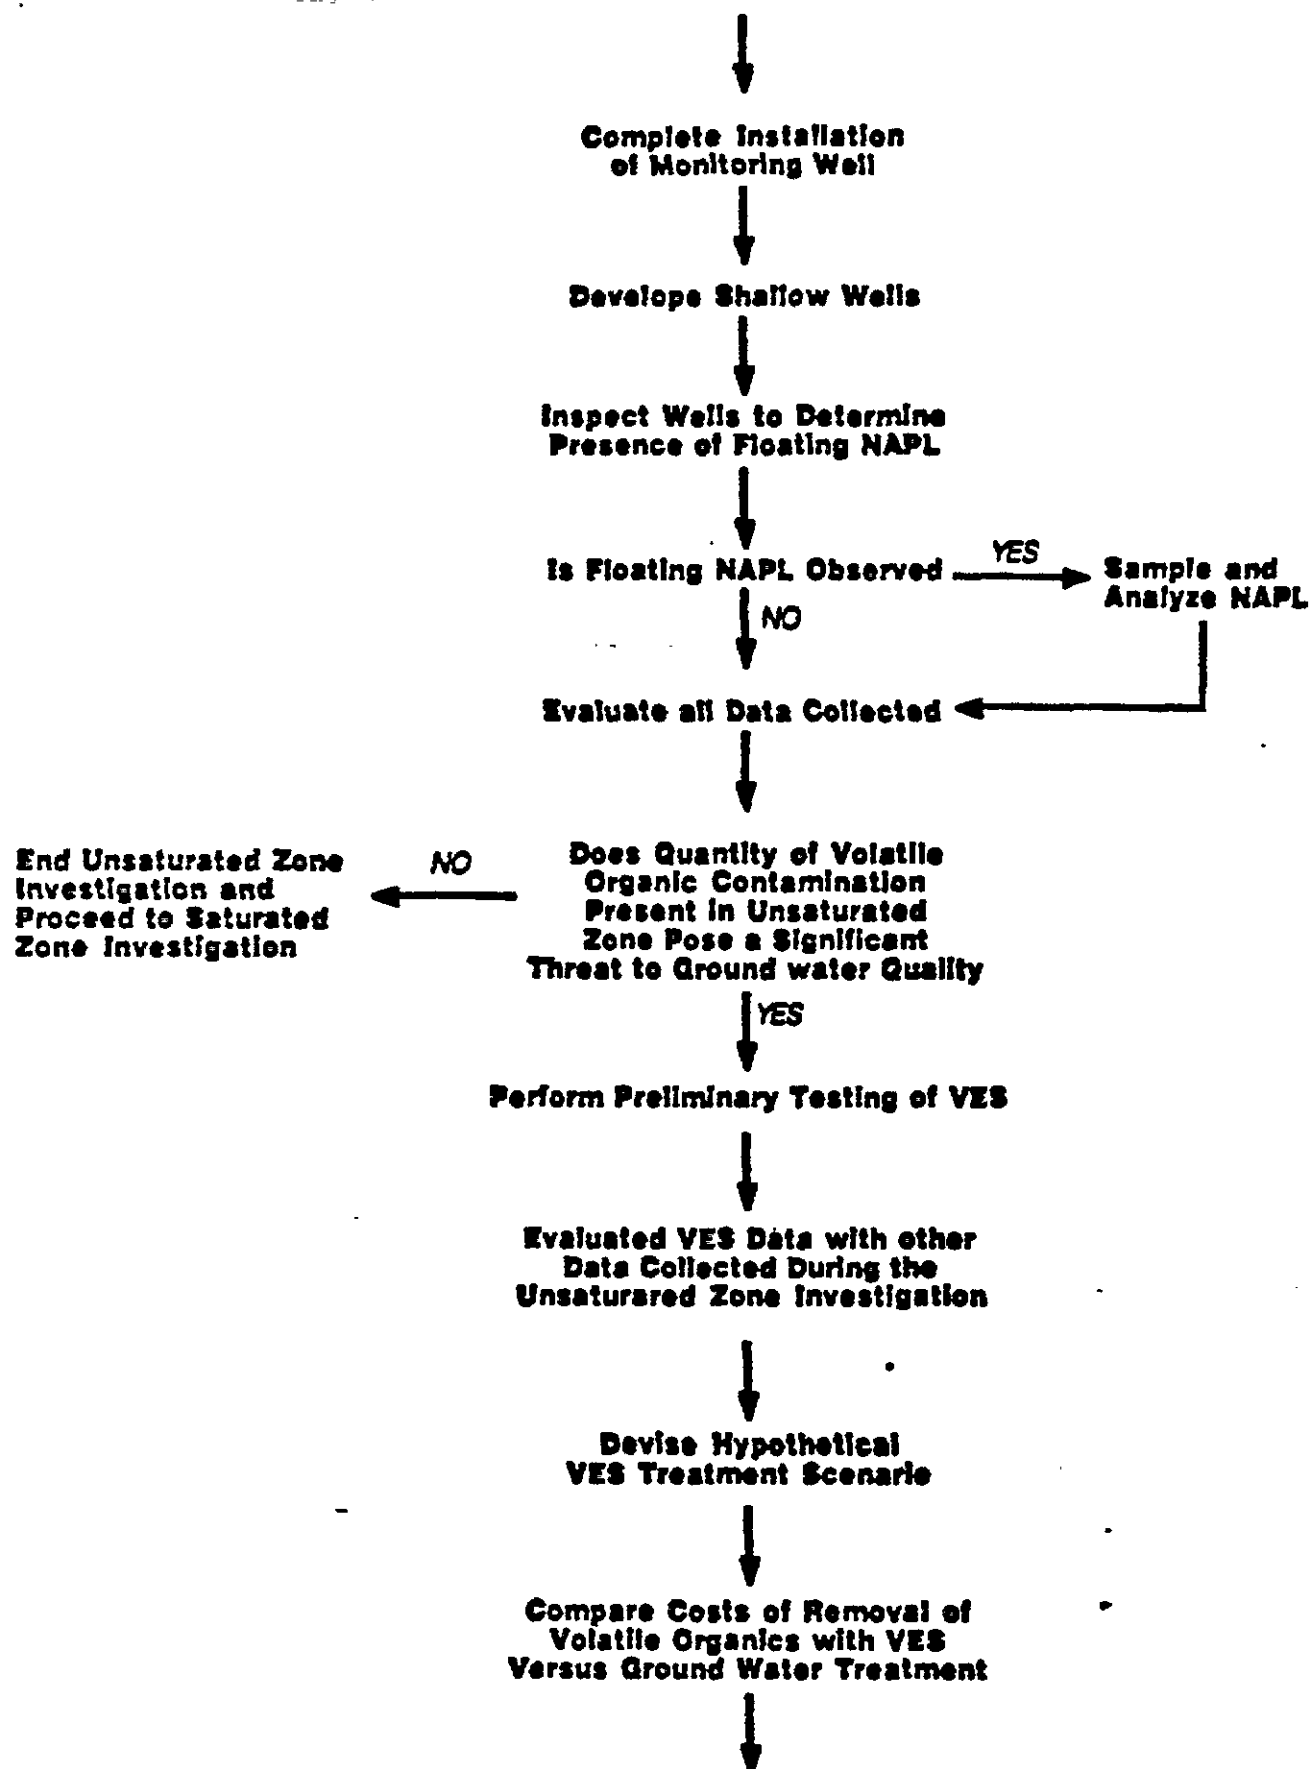 Complete Installation
of Monitoring Well
Develope Shallow Wells
Inspect Wells to Determine
Presence of Floating NAPL
Is Floating NAPL Observed
YES
Sample and
Analyze NAPL
NO
Evaluate all Data Collected
Does Quantity of Volatile
Organic Contamination
Present in Unsaturated
Zone Pose a Significant
Threat to Ground water Quality
NO
End Unsaturated Zone
Investigation and
Proceed to Saturated
Zone Investigation
YES
Perform Preliminary Testing of VES
Evaluated VES Data with other
Data Collected During the
Unsaturared Zone Investigation
Devise Hypothetical
VES Treatment Scenario
Compare Costs of Removal of
Volatile Organics with VES
Versus Ground Water Treatment